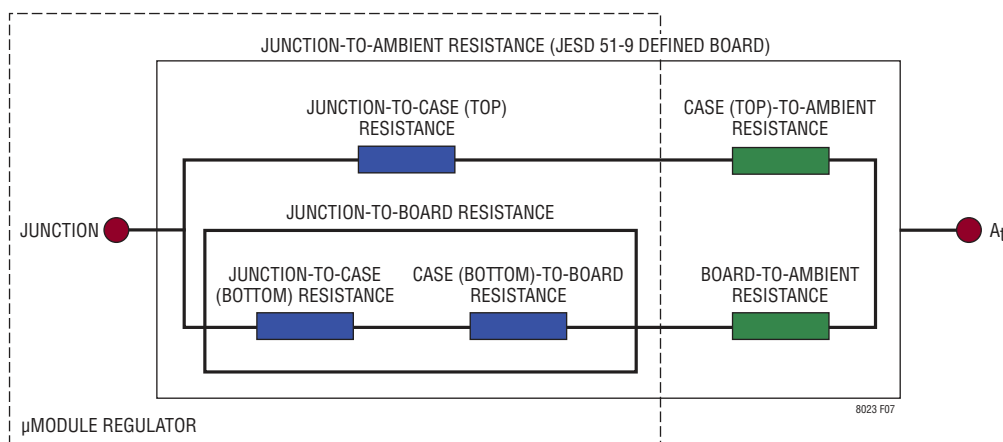 JUNCTION-TO-AMBIENT RESISTANCE (JESD 51-9 DEFINED BOARD)
JUNCTION-TO-CASE (TOP)
RESISTANCE
CASE (TOP)-TO-AMBIENT
RESISTANCE
JUNCTION-TO-BOARD RESISTANCE
JUNCTION
JUNCTION-TO-CASE
(BOTTOM) RESISTANCE
CASE (BOTTOM)-TO-BOARD
RESISTANCE
BOARD-TO-AMBIENT
RESISTANCE
At
8023 F07
µMODULE REGULATOR